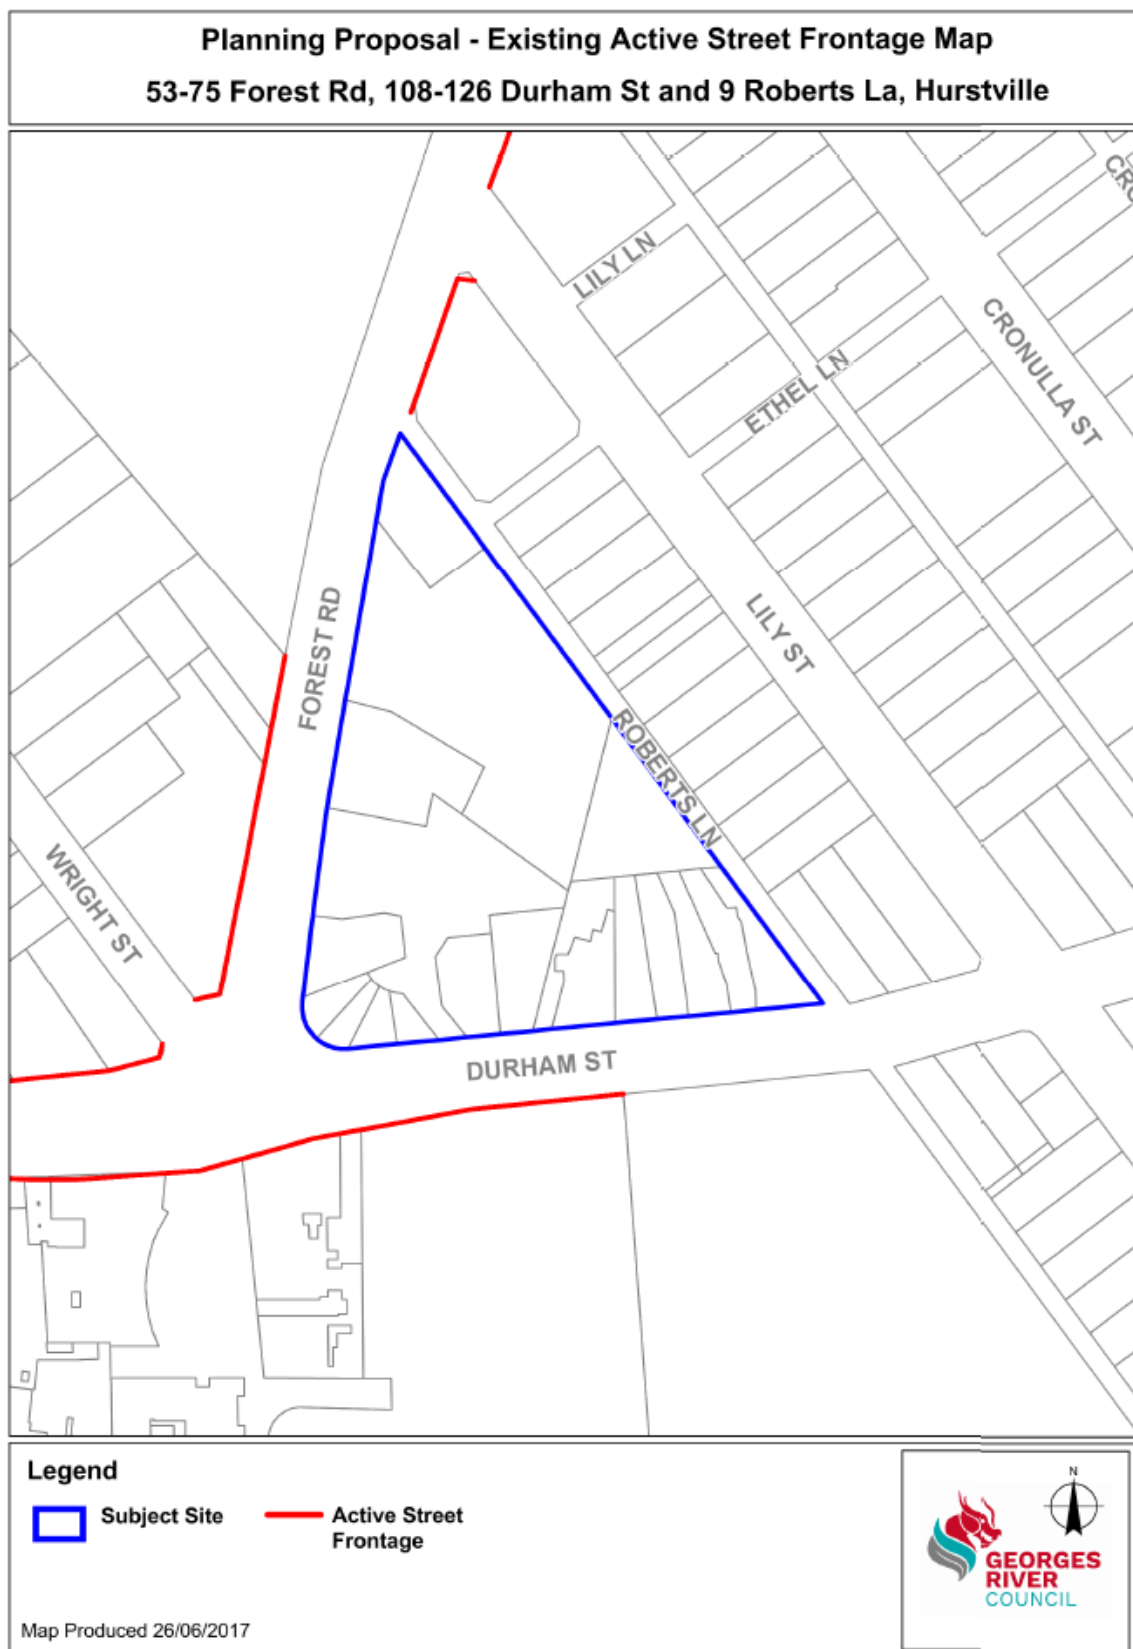 Planning Proposal - Existing Active Street Frontage Map
53-75 Forest Rd, 108-126 Durham St and 9 Roberts La, Hurstville
CRO
LILY LN
CRONULLA ST
ETHEL LN
FOREST RD
LILY ST
ROBERTS LN
WRIGHT ST
DURHAM ST
Legend
Subject Site
Active Street
Frontage
N
GEORGES
RIVER
COUNCIL
Map Produced 26/06/2017